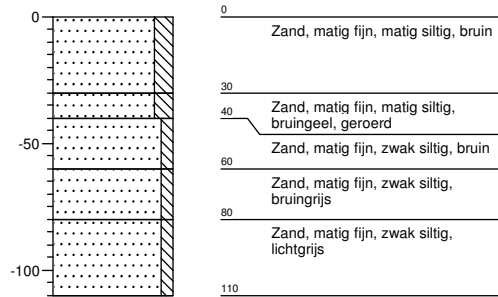 0
-50
-100
0
Zand, matig fijn, matig siltig, bruin
30
Zand, matig fijn, matig siltig,
bruingeel, geroerd
40
Zand, matig fijn, zwak siltig, bruin
60
Zand, matig fijn, zwak siltig,
bruingrijs
80
Zand, matig fijn, zwak siltig,
lichtgrijs
110